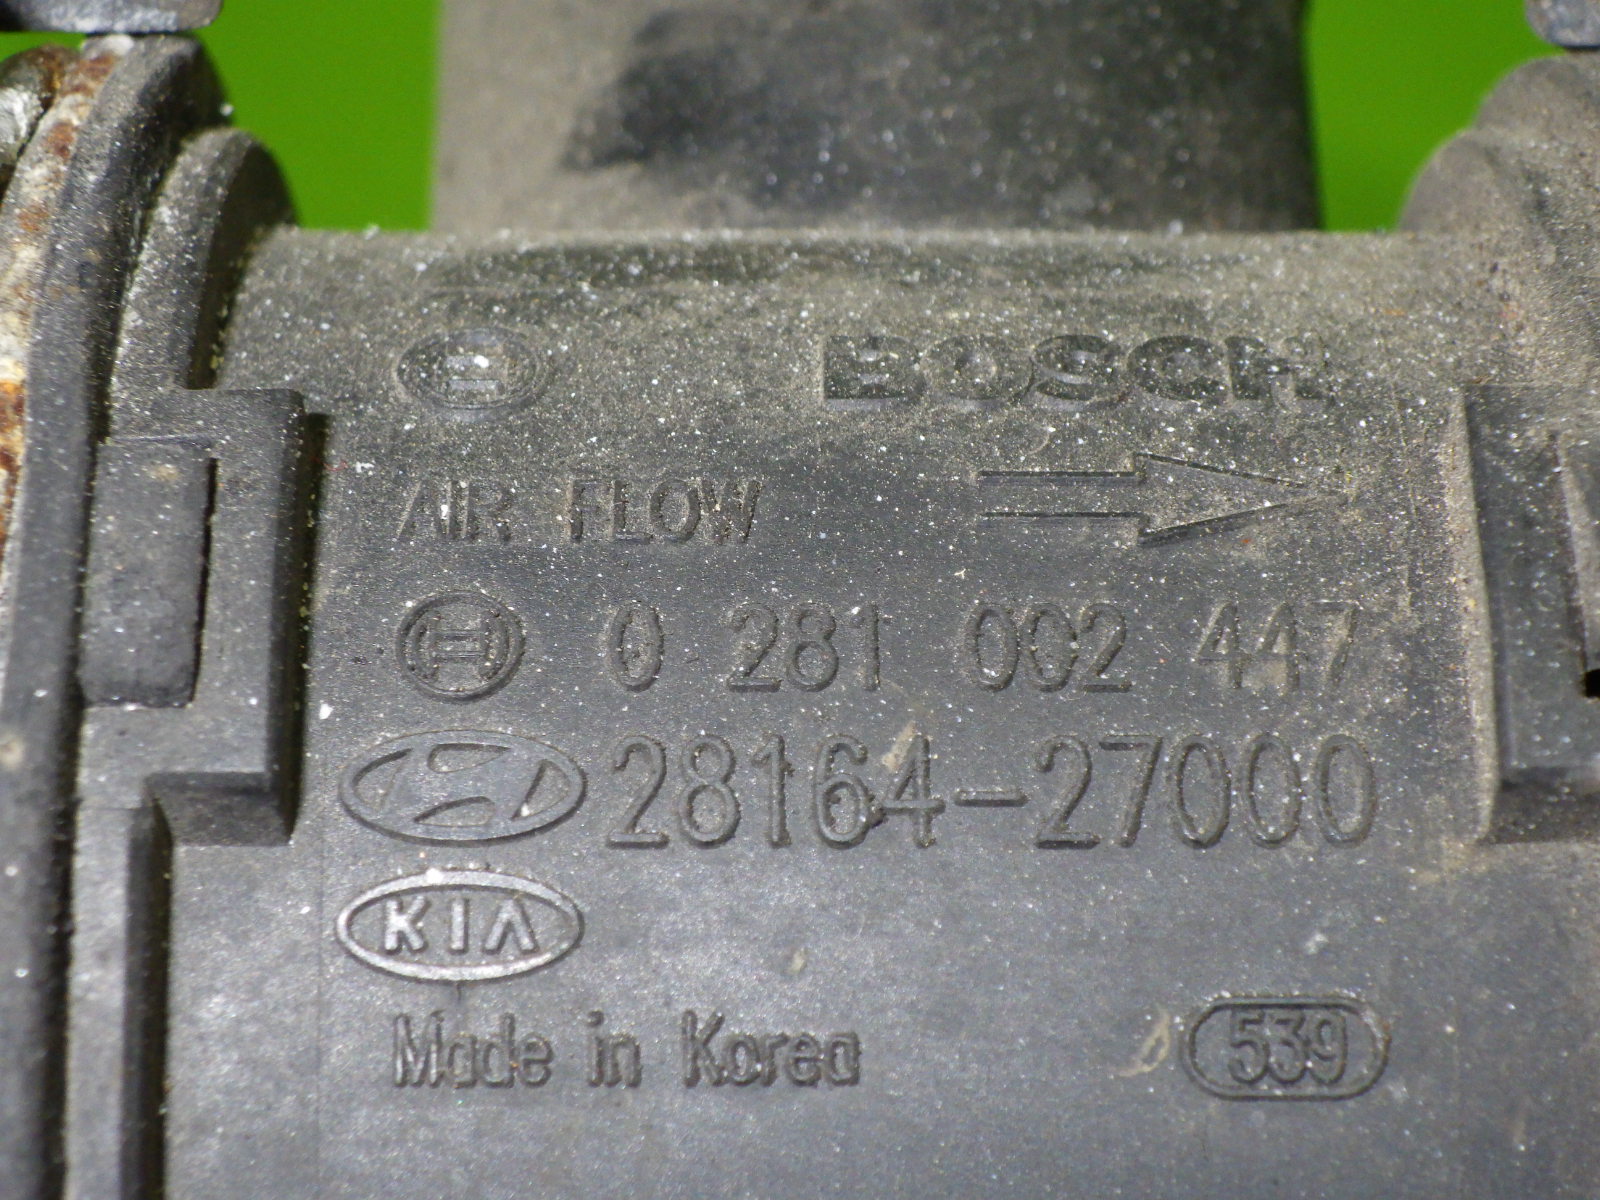 BOSCH
AIR FLOW
0 281 002 447
28164-27000
KIA
Made in Korea 539